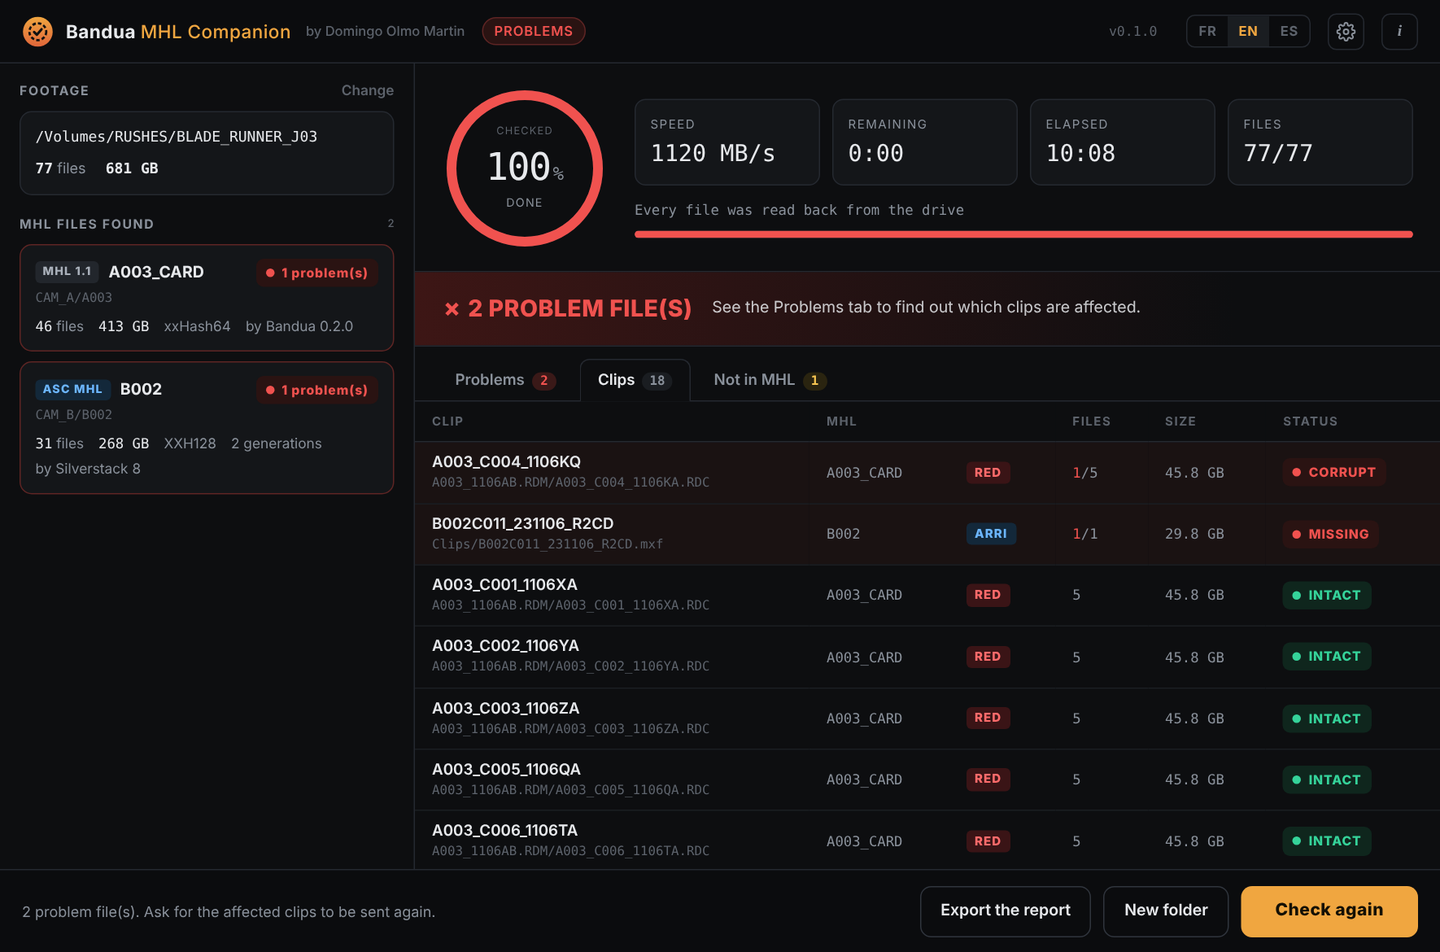 Bandua MHL Companion by Domingo Olmo Martin PROBLEMS v0.1.0 FR EN ES i
FOOTAGE Change
/Volumes/RUSHES/BLADE_RUNNER_J03
77 files 681 GB
MHL FILES FOUND 2
MHL 1.1 A003_CARD 1 problem(s)
CAM_A/A003
46 files 413 GB xxHash64 by Bandua 0.2.0
ASC MHL B002 1 problem(s)
CAM_B/B002
31 files 268 GB XXH128 2 generations
by Silverstack 8
CHECKED
100%
DONE
SPEED
1120 MB/s
REMAINING
0:00
ELAPSED
10:08
FILES
77/77
Every file was read back from the drive
× 2 PROBLEM FILE(S) See the Problems tab to find out which clips are affected.
Problems 2 Clips 18 Not in MHL 1
CLIP MHL FILES SIZE STATUS
A003_C004_1106KQ
A003_1106AB.RDM/A003_C004_1106KA.RDC
A003_CARD RED 1/5 45.8 GB CORRUPT
B002C011_231106_R2CD
Clips/B002C011_231106_R2CD.mxf
B002 ARRI 1/1 29.8 GB MISSING
A003_C001_1106XA
A003_1106AB.RDM/A003_C001_1106XA.RDC
A003_CARD RED 5 45.8 GB INTACT
A003_C002_1106YA
A003_1106AB.RDM/A003_C002_1106YA.RDC
A003_CARD RED 5 45.8 GB INTACT
A003_C003_1106ZA
A003_1106AB.RDM/A003_C003_1106ZA.RDC
A003_CARD RED 5 45.8 GB INTACT
A003_C005_1106QA
A003_1106AB.RDM/A003_C005_1106QA.RDC
A003_CARD RED 5 45.8 GB INTACT
A003_C006_1106TA
A003_1106AB.RDM/A003_C006_1106TA.RDC
A003_CARD RED 5 45.8 GB INTACT
2 problem file(s). Ask for the affected clips to be sent again.
Export the report New folder Check again